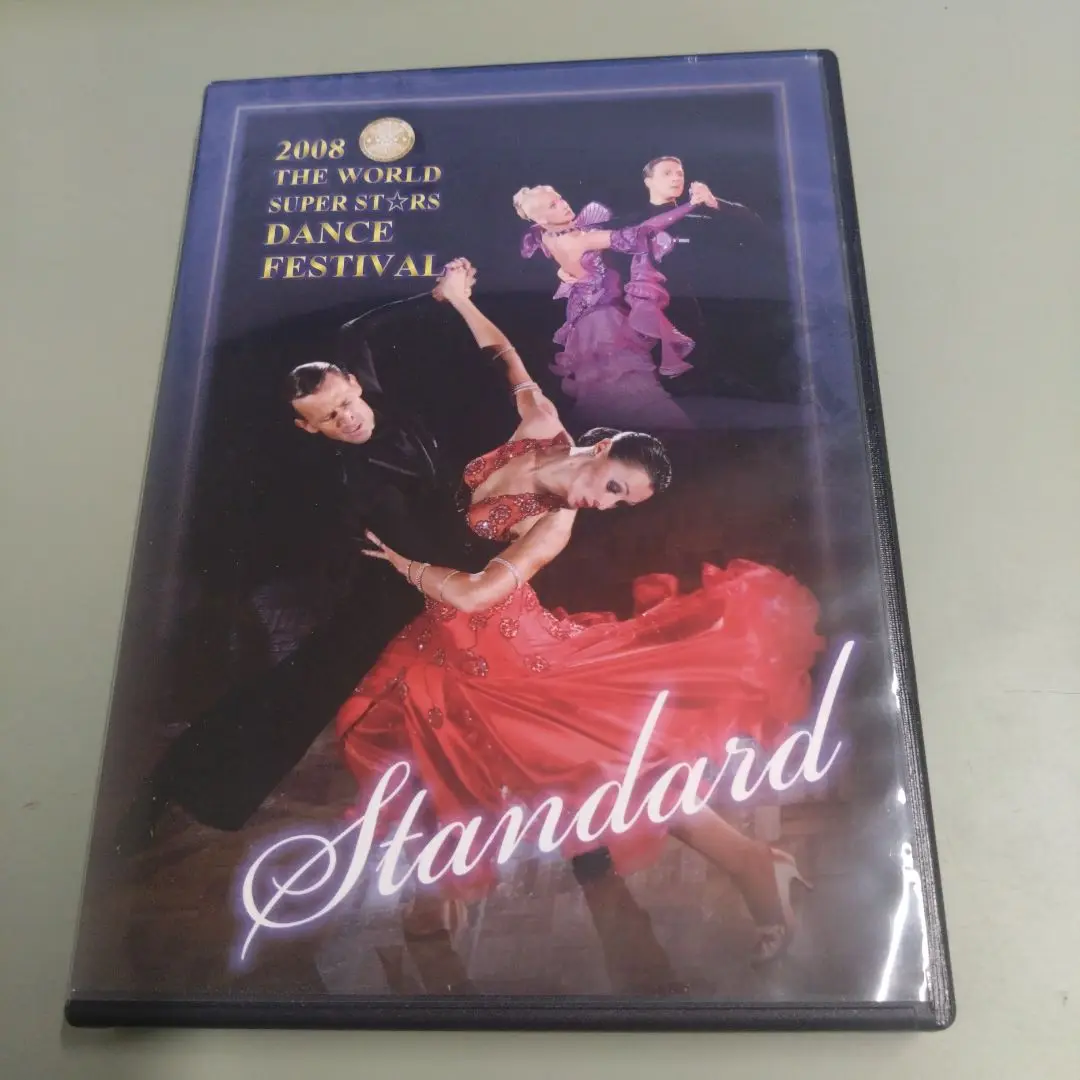 2008
THE WORLD
SUPER ST☆RS
DANCE
FESTIVAL
Standard